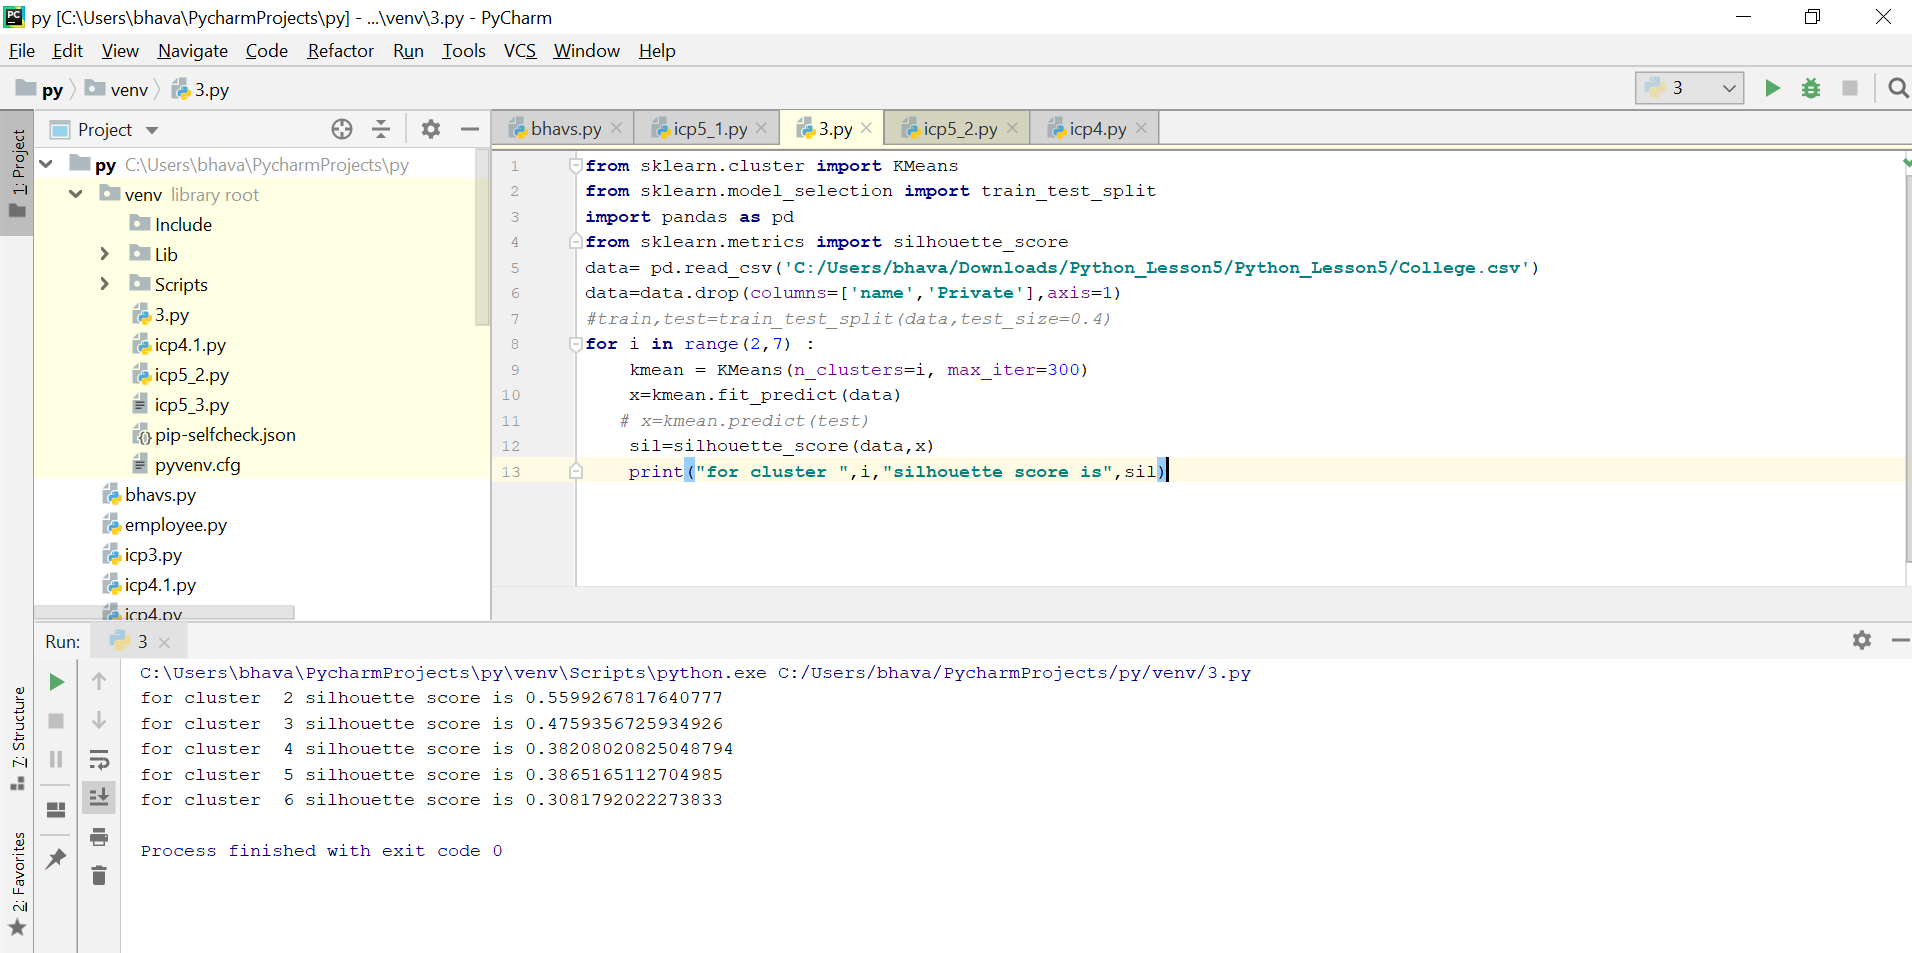 py [C:\Users\bhava\PycharmProjects\py] - ...\venv\3.py - PyCharm
File Edit View Navigate Code Refactor Run Tools VCS Window Help
py venv 3.py
3
1: Project
Project
bhavs.py icp5_1.py 3.py icp5_2.py icp4.py
py C:\Users\bhava\PycharmProjects\py
venv library root
Include
Lib
Scripts
3.py
icp4.1.py
icp5_2.py
icp5_3.py
pip-selfcheck.json
pyvenv.cfg
bhavs.py
employee.py
icp3.py
icp4.1.py
icp4.py
1 from sklearn.cluster import KMeans
2 from sklearn.model_selection import train_test_split
3 import pandas as pd
4 from sklearn.metrics import silhouette_score
5 data= pd.read_csv('C:/Users/bhava/Downloads/Python_Lesson5/Python_Lesson5/College.csv')
6 data=data.drop(columns=['name','Private'],axis=1)
7 #train,test=train_test_split(data,test_size=0.4)
8 for i in range(2,7) :
9 kmean = KMeans(n_clusters=i, max_iter=300)
10 x=kmean.fit_predict(data)
11 # x=kmean.predict(test)
12 sil=silhouette_score(data,x)
13 print("for cluster ",i,"silhouette score is",sil)
Run: 3
7: Structure
2: Favorites
C:\Users\bhava\PycharmProjects\py\venv\Scripts\python.exe C:/Users/bhava/PycharmProjects/py/venv/3.py
for cluster  2 silhouette score is 0.5599267817640777
for cluster  3 silhouette score is 0.4759356725934926
for cluster  4 silhouette score is 0.38208020825048794
for cluster  5 silhouette score is 0.3865165112704985
for cluster  6 silhouette score is 0.3081792022273833
Process finished with exit code 0